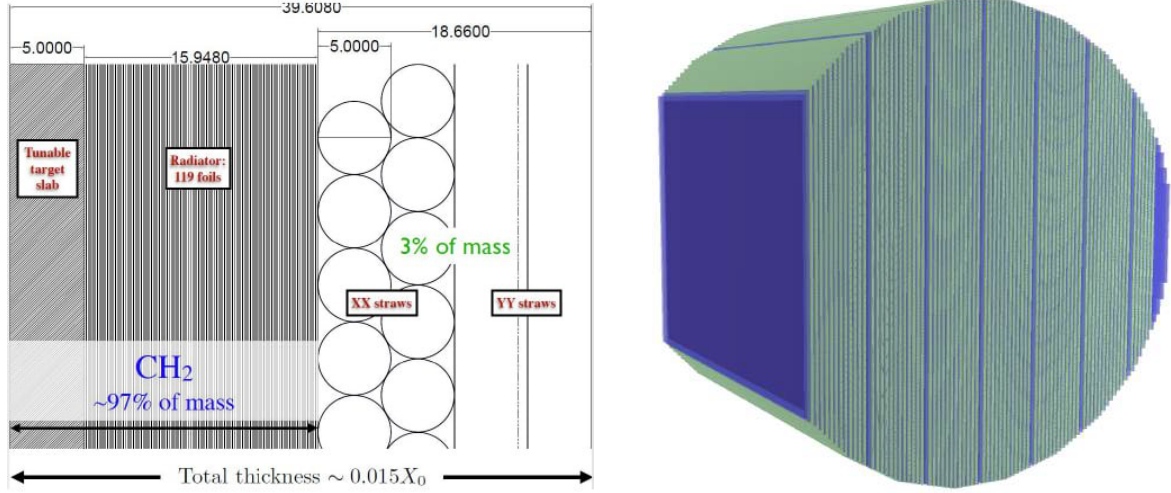 39.6080
18.6600
5.0000
5.0000
15.9480
Tunable
target
slab
Radiator:
119 foils
3% of mass
XX straws
YY straws
CH₂
~97% of mass
Total thickness ~ 0.015X₀